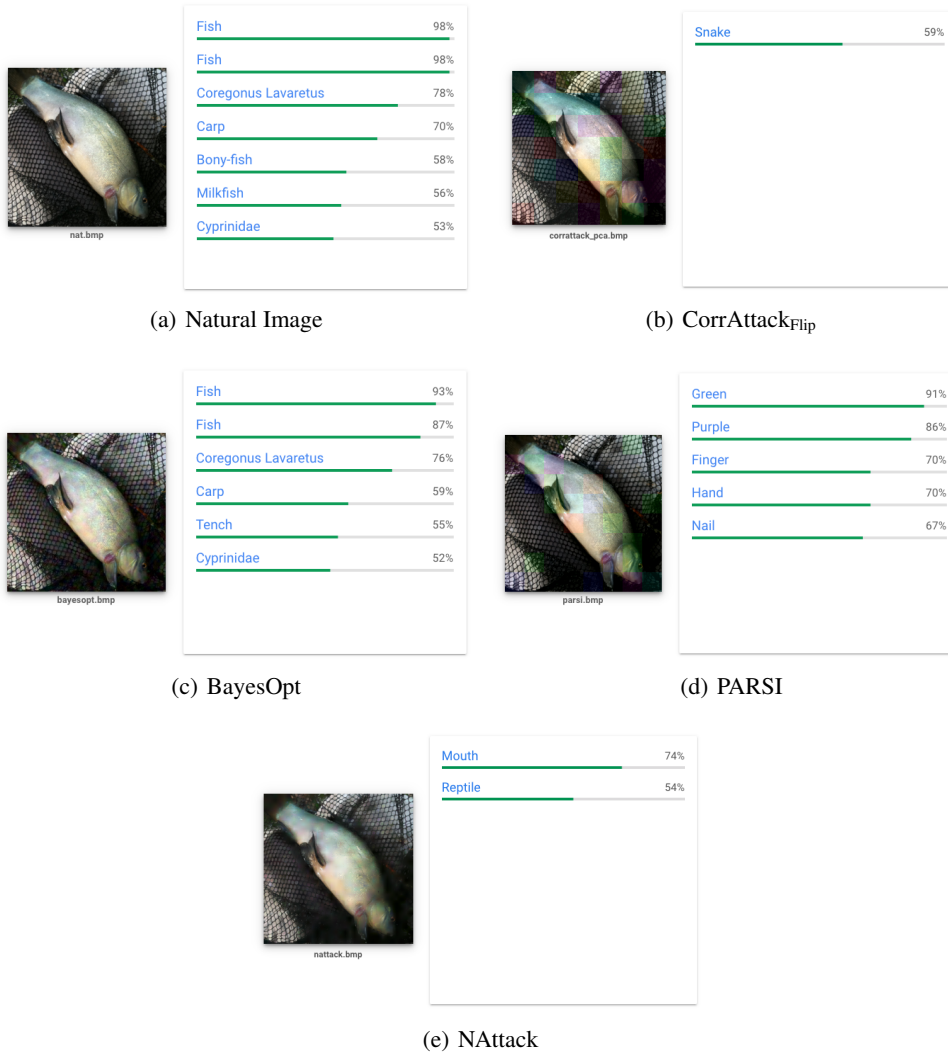 Fish 98%
Fish 98%
Coregonus Lavaretus 78%
Carp 70%
Bony-fish 58%
Milkfish 56%
Cyprinidae 53%
nat.bmp
(a) Natural Image
Snake 59%
corrattack_pca.bmp
(b) CorrAttackFlip
Fish 93%
Fish 87%
Coregonus Lavaretus 76%
Carp 59%
Tench 55%
Cyprinidae 52%
bayesopt.bmp
(c) BayesOpt
Green 91%
Purple 86%
Finger 70%
Hand 70%
Nail 67%
parsi.bmp
(d) PARSI
Mouth 74%
Reptile 54%
nattack.bmp
(e) NAttack